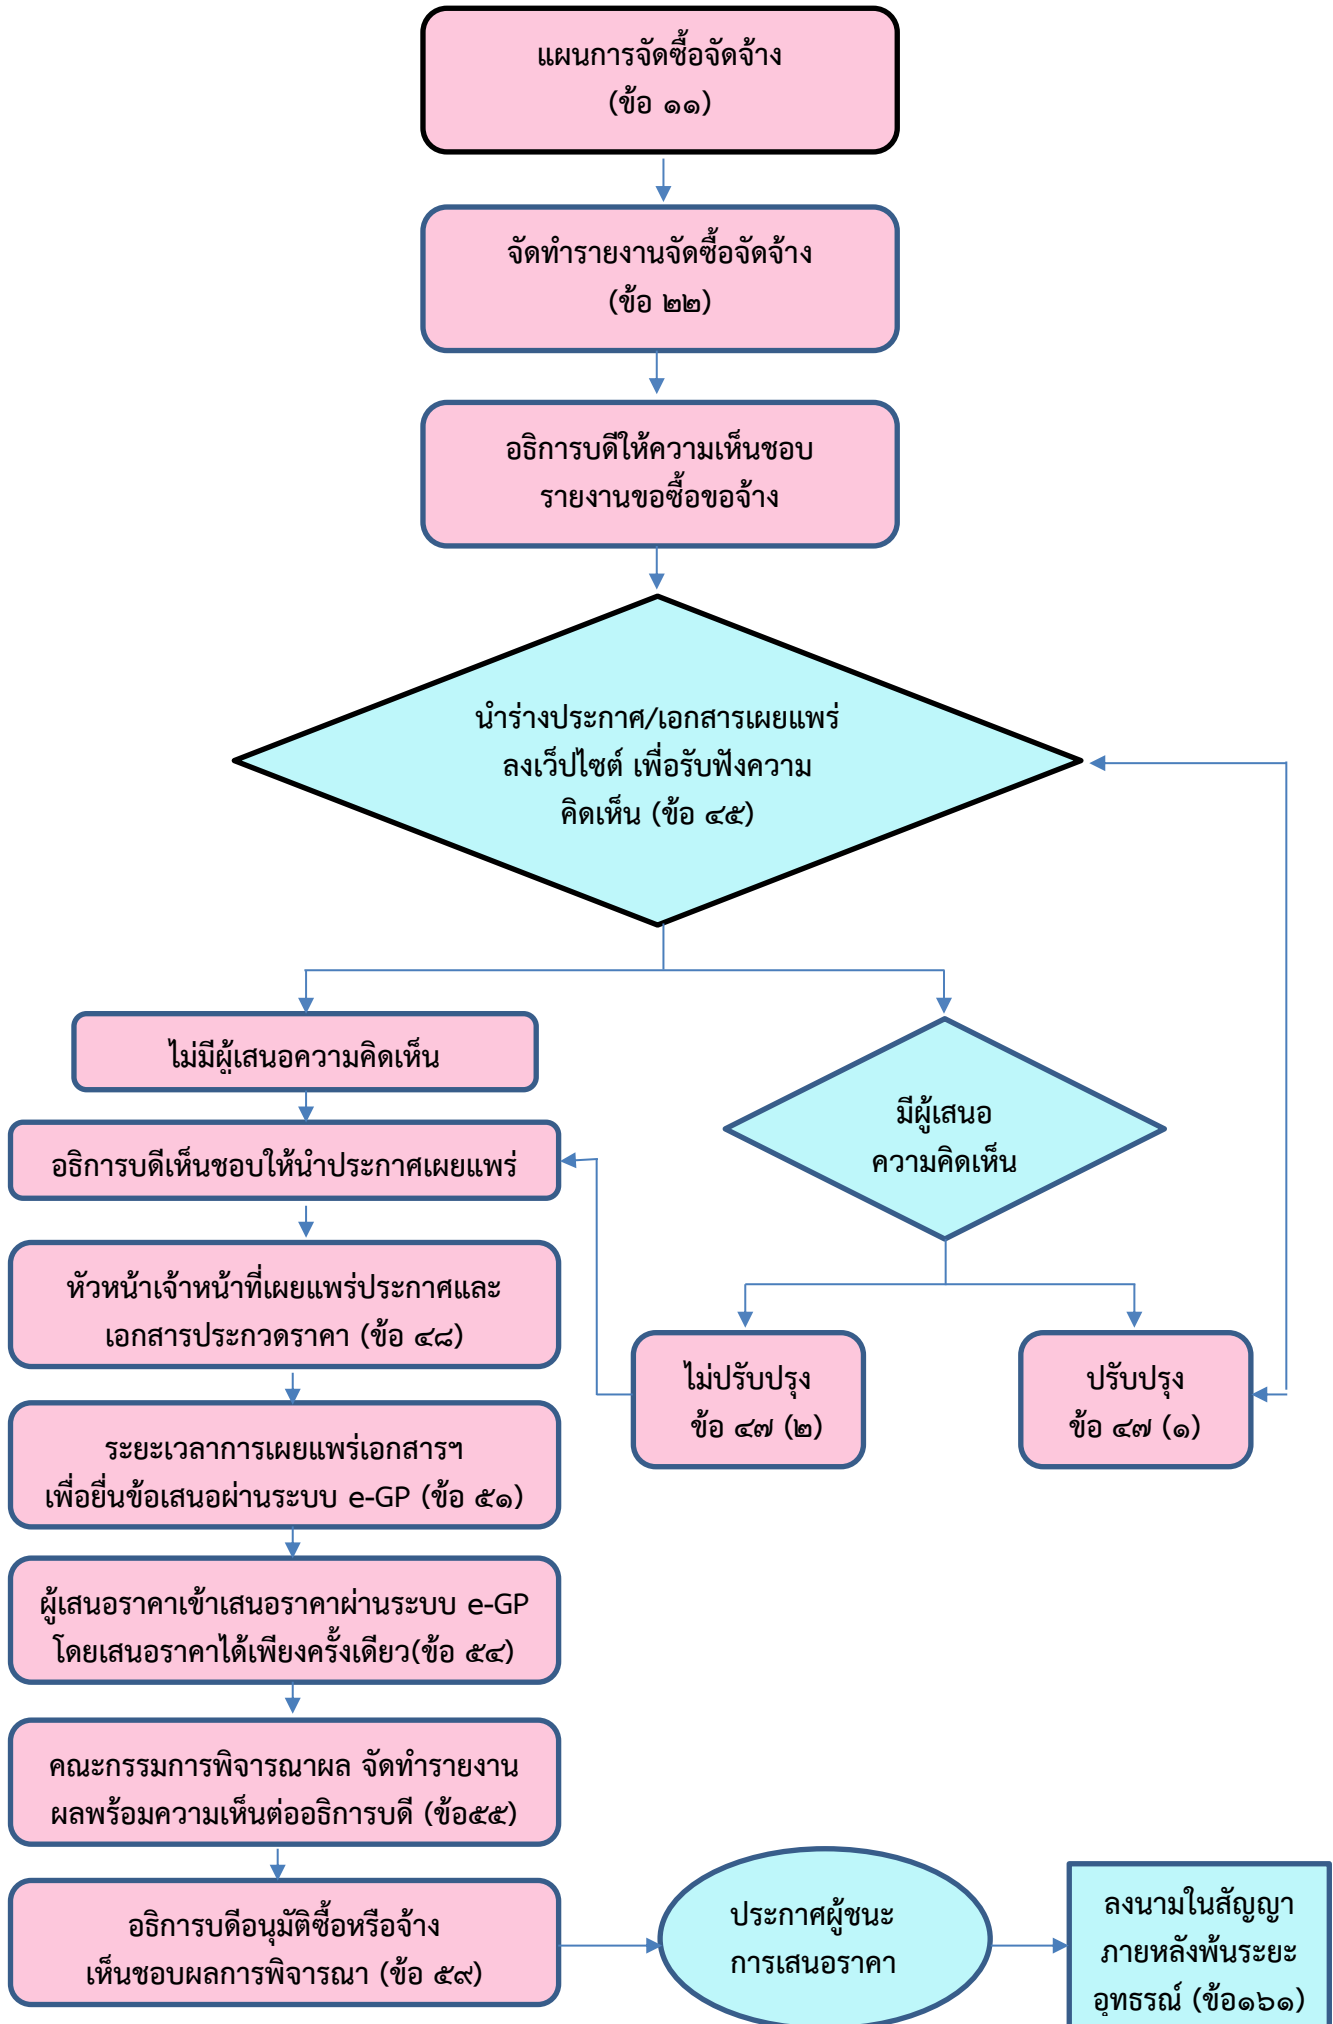 แผนการจัดซื้อจัดจ้าง
(ข้อ ๑๑)
จัดทำรายงานจัดซื้อจัดจ้าง
(ข้อ ๒๒)
อธิการบดีให้ความเห็นชอบ
รายงานขอซื้อขอจ้าง
นำร่างประกาศ/เอกสารเผยแพร่
ลงเว็ปไซต์ เพื่อรับฟังความ
คิดเห็น (ข้อ ๔๕)
ไม่มีผู้เสนอความคิดเห็น
มีผู้เสนอ
ความคิดเห็น
อธิการบดีเห็นชอบให้นำประกาศเผยแพร่
หัวหน้าเจ้าหน้าที่เผยแพร่ประกาศและ
เอกสารประกวดราคา (ข้อ ๔๘)
ไม่ปรับปรุง
ข้อ ๔๗ (๒)
ปรับปรุง
ข้อ ๔๗ (๑)
ระยะเวลาการเผยแพร่เอกสารฯ
เพื่อยื่นข้อเสนอผ่านระบบ e-GP (ข้อ ๕๑)
ผู้เสนอราคาเข้าเสนอราคาผ่านระบบ e-GP
โดยเสนอราคาได้เพียงครั้งเดียว(ข้อ ๕๔)
คณะกรรมการพิจารณาผล จัดทำรายงาน
ผลพร้อมความเห็นต่ออธิการบดี (ข้อ๕๕)
อธิการบดีอนุมัติซื้อหรือจ้าง
เห็นชอบผลการพิจารณา (ข้อ ๕๙)
ประกาศผู้ชนะ
การเสนอราคา
ลงนามในสัญญา
ภายหลังพ้นระยะ
อุทธรณ์ (ข้อ๑๖๑)